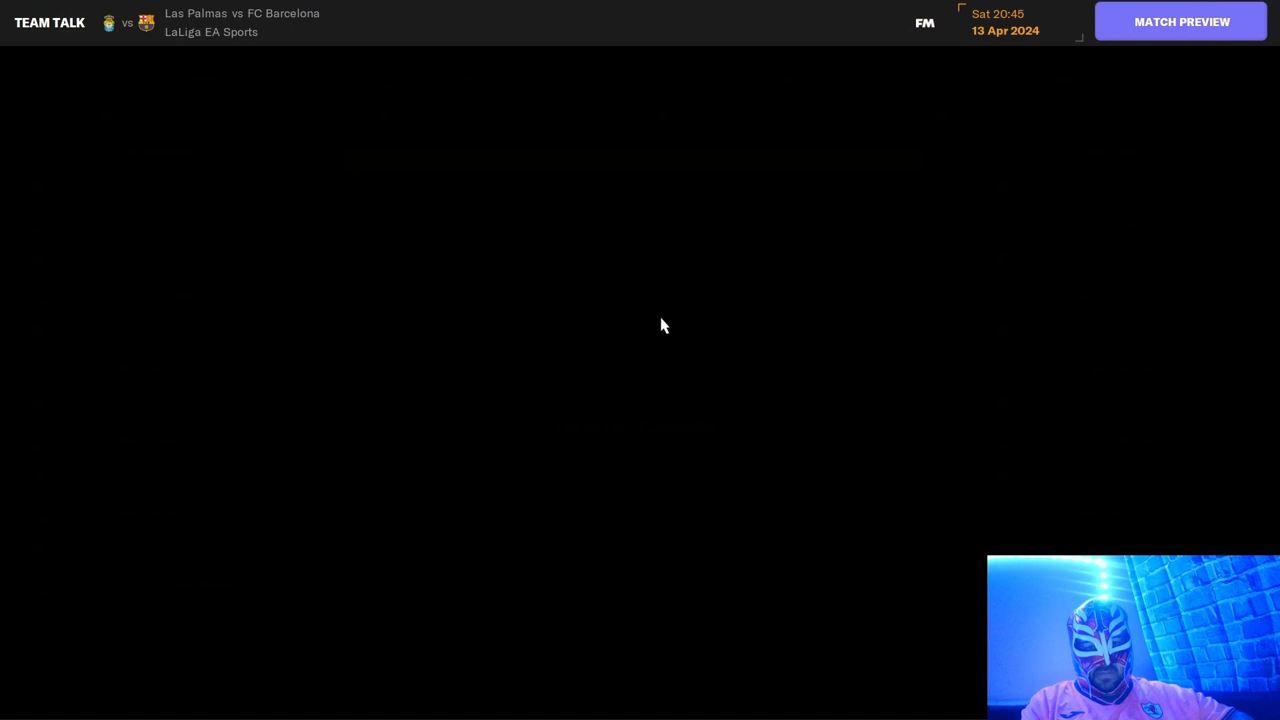 TEAM TALK
vs
Las Palmas vs FC Barcelona
LaLiga EA Sports
FM
Sat 20:45
13 Apr 2024
MATCH PREVIEW